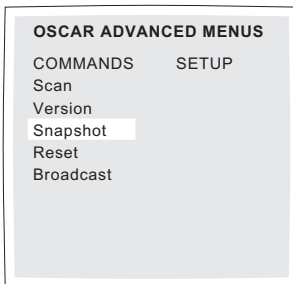 OSCAR ADVANCED MENUS
COMMANDS SETUP
Scan
Version
Snapshot
Reset
Broadcast